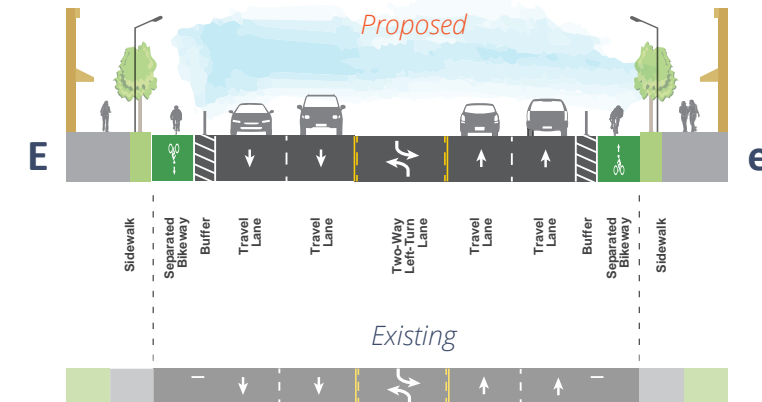 Proposed
E
e
Sidewalk
Separated
Bikeway
Buffer
Travel
Lane
Travel
Lane
Two-Way
Left-Turn
Lane
Travel
Lane
Travel
Lane
Buffer
Separated
Bikeway
Sidewalk
Existing